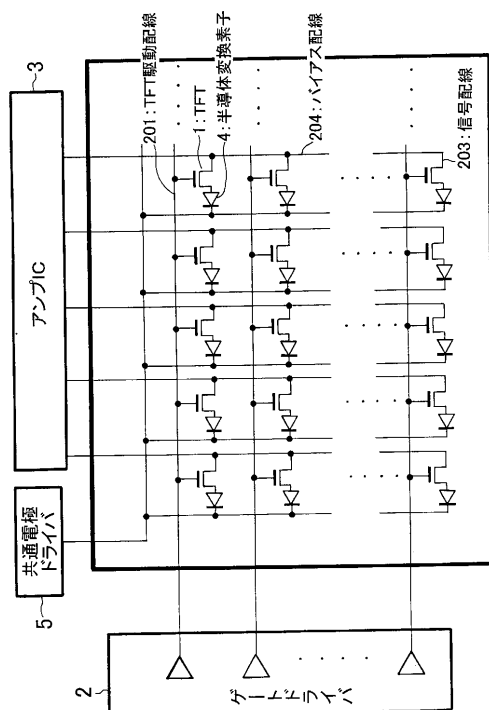 3
アンプIC
共通電極
ドライバ
5
2
ゲードドライバ
201:TFT駆動配線
1:TFT
4:半導体変換素子
204:バイアス配線
203:信号配線